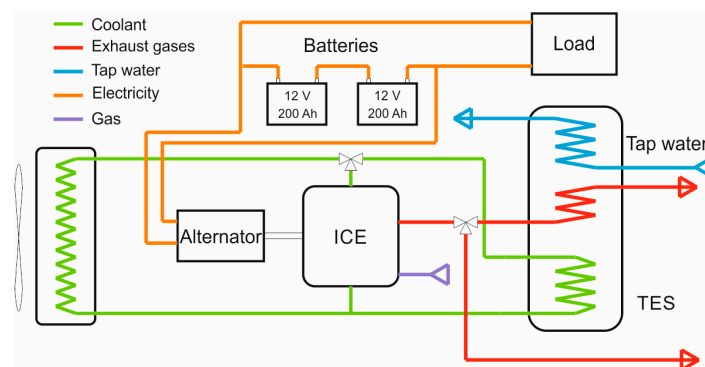 Coolant
Exhaust gases
Tap water
Electricity
Gas
Batteries
12 V
200 Ah
12 V
200 Ah
Load
Tap water
Alternator
ICE
TES